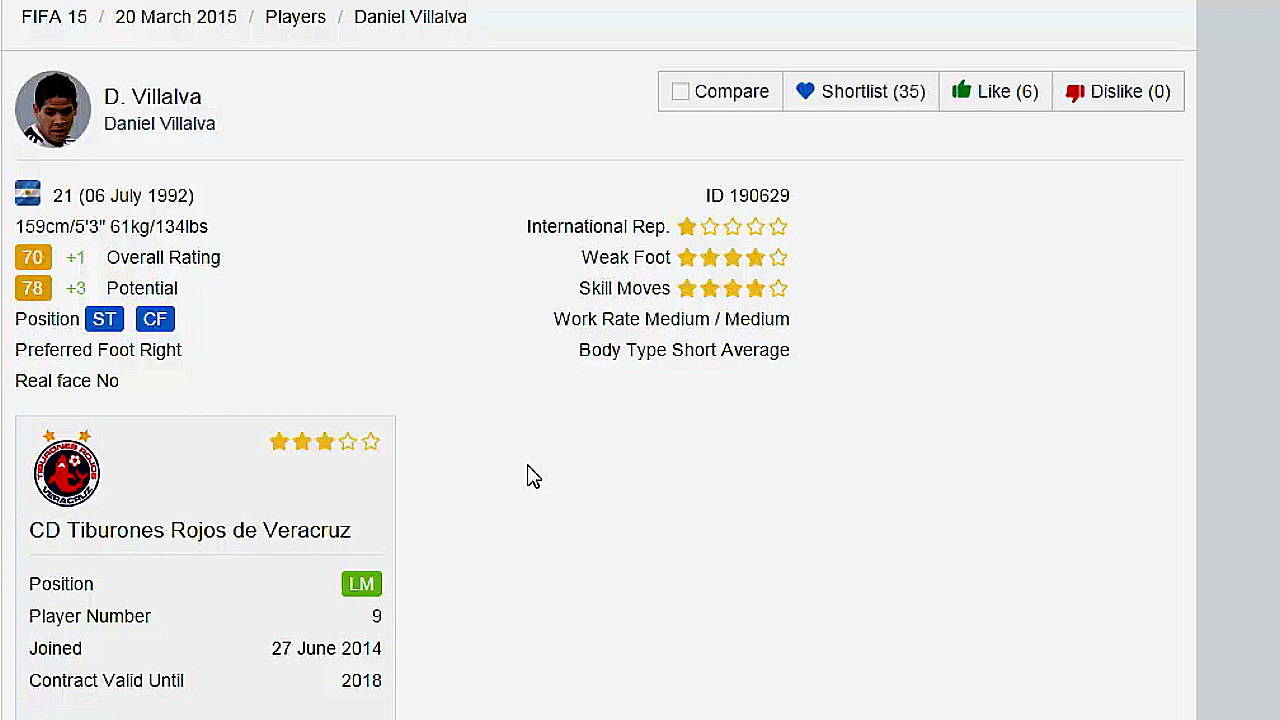 FIFA 15 / 20 March 2015 / Players / Daniel Villalva
D. Villalva
Daniel Villalva
Compare Shortlist (35) Like (6) Dislike (0)
21 (06 July 1992)
159cm/5'3" 61kg/134lbs
70 +1 Overall Rating
78 +3 Potential
Position ST CF
Preferred Foot Right
Real face No
ID 190629
International Rep.
Weak Foot
Skill Moves
Work Rate Medium / Medium
Body Type Short Average
TIBURONES ROJOS
VERACRUZ
CD Tiburones Rojos de Veracruz
Position LM
Player Number 9
Joined 27 June 2014
Contract Valid Until 2018